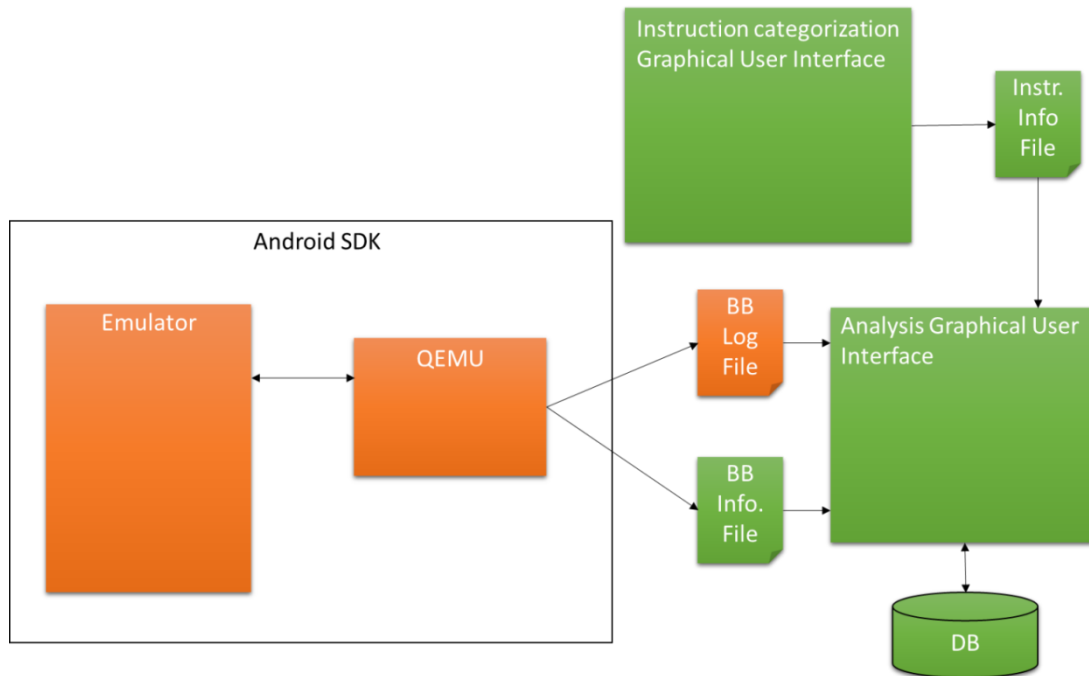 Instruction categorization
Graphical User Interface
Instr.
Info
File
Android SDK
Emulator
QEMU
BB
Log
File
Analysis Graphical User
Interface
BB
Info.
File
DB